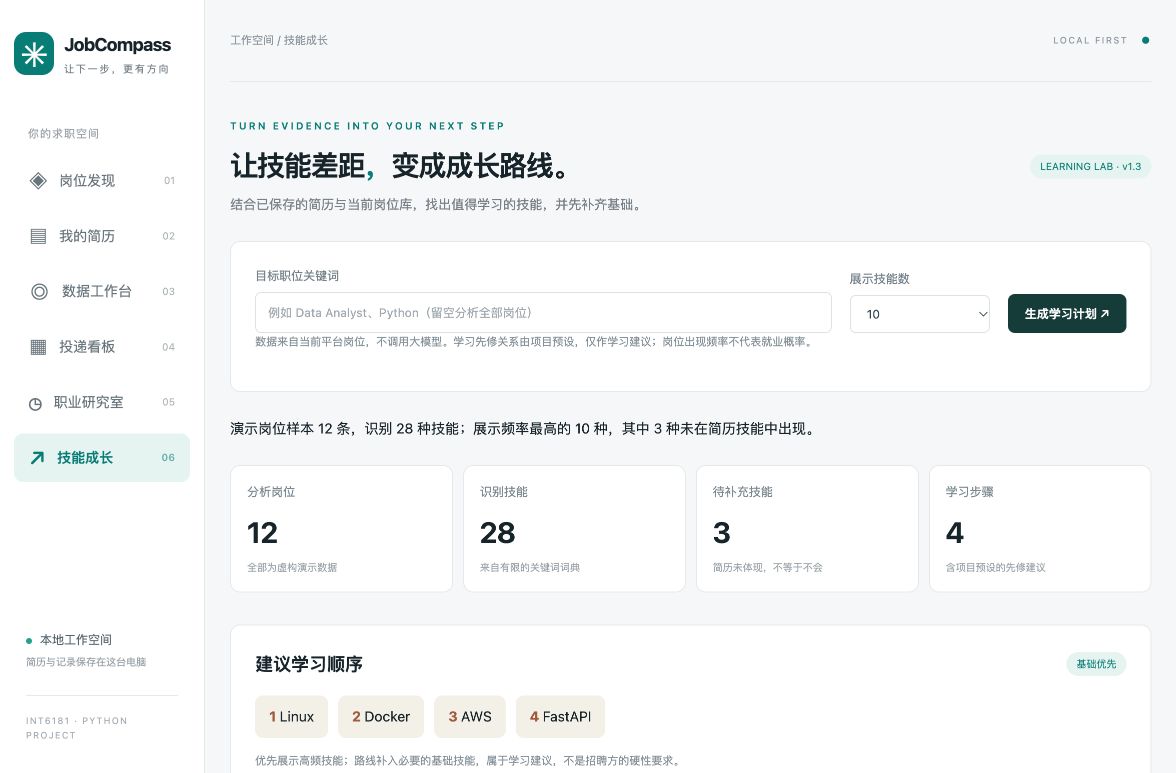 JobCompass
让下一步，更有方向
你的求职空间
岗位发现 01
我的简历 02
数据工作台 03
投递看板 04
职业研究室 05
技能成长 06
本地工作空间
简历与记录保存在这台电脑
INT6181 · PYTHON
PROJECT
工作空间 / 技能成长
LOCAL FIRST
TURN EVIDENCE INTO YOUR NEXT STEP
让技能差距，变成成长路线。
LEARNING LAB · v1.3
结合已保存的简历与当前岗位库，找出值得学习的技能，并先补齐基础。
目标职位关键词
展示技能数
例如 Data Analyst、Python（留空分析全部岗位）
10
生成学习计划 ↗
数据来自当前平台岗位，不调用大模型。学习先修关系由项目预设，仅作学习建议；岗位出现频率不代表就业概率。
演示岗位样本 12 条，识别 28 种技能；展示频率最高的 10 种，其中 3 种未在简历技能中出现。
分析岗位
12
全部为虚构演示数据
识别技能
28
来自有限的关键词词典
待补充技能
3
简历未体现，不等于不会
学习步骤
4
含项目预设的先修建议
建议学习顺序
基础优先
1 Linux
2 Docker
3 AWS
4 FastAPI
优先展示高频技能；路线补入必要的基础技能，属于学习建议，不是招聘方的硬性要求。